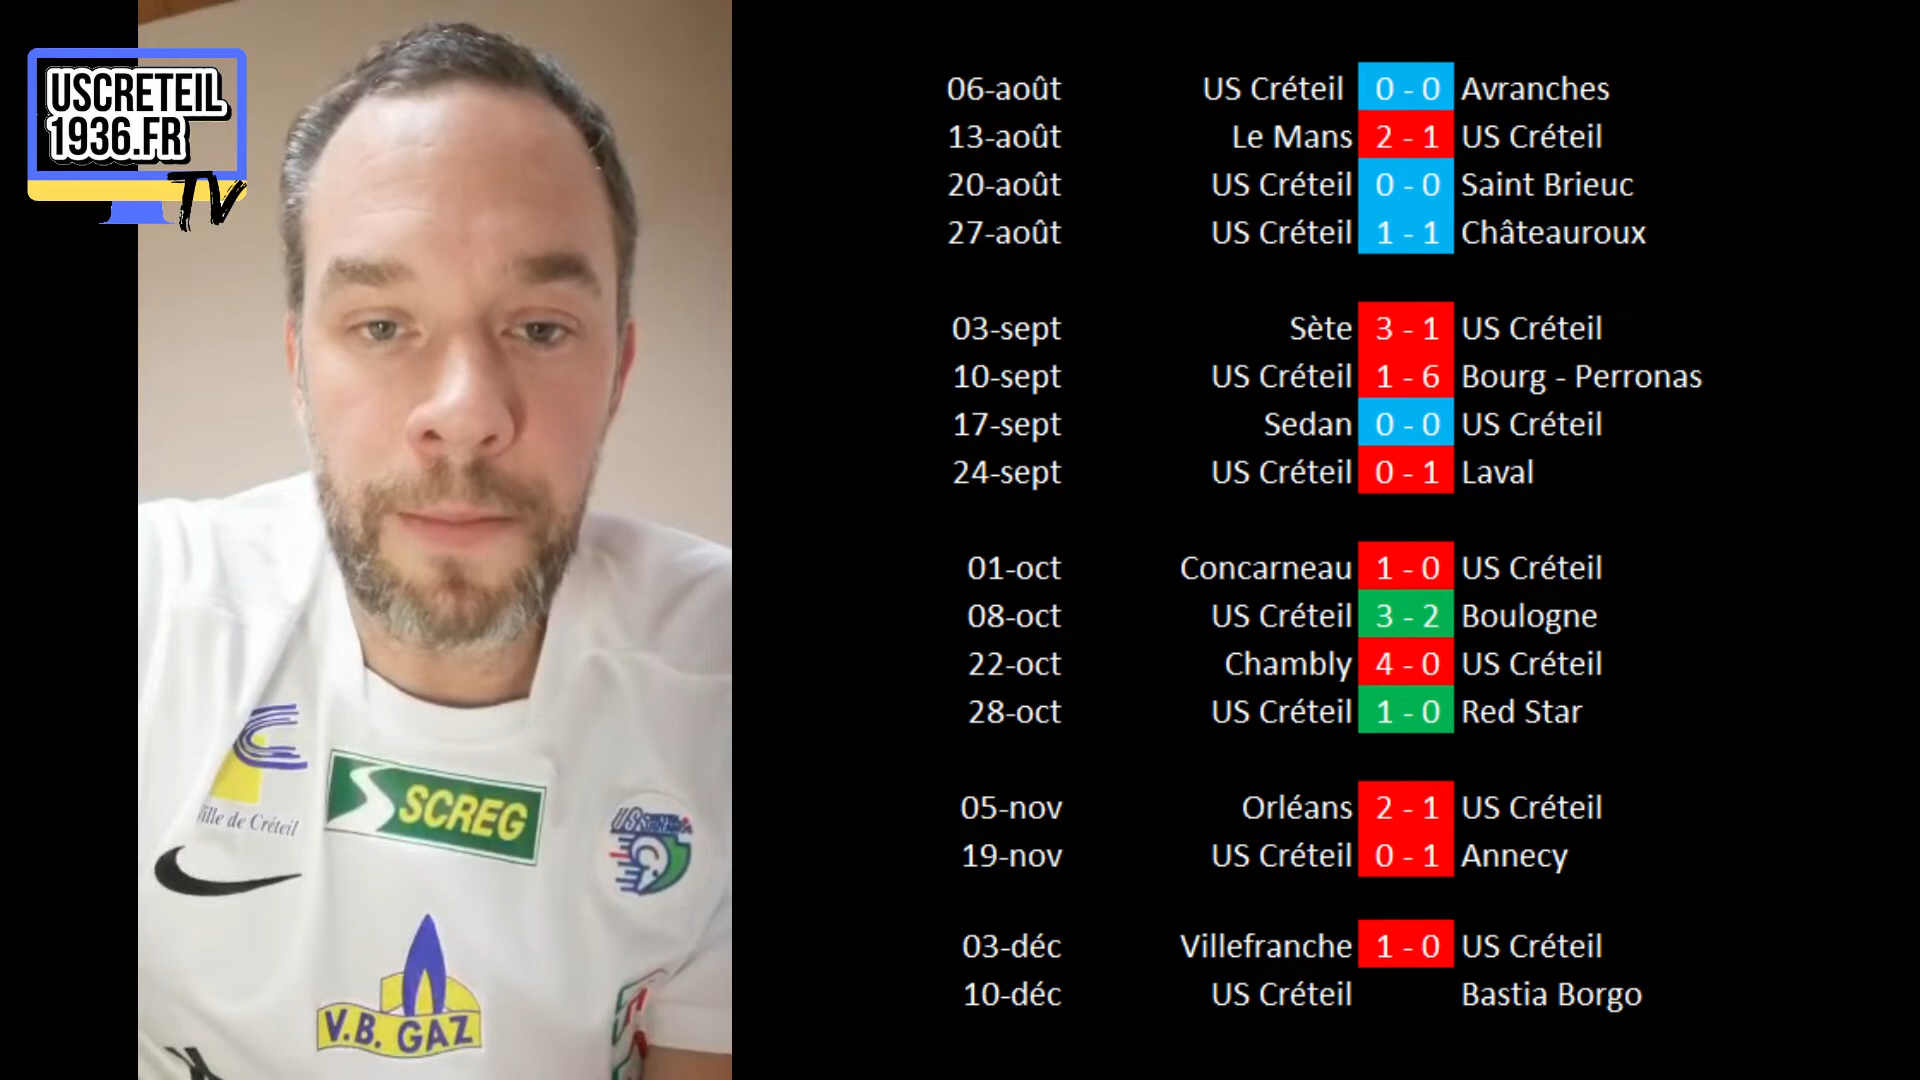 USCRETEIL
1936.FR
TV
06-août US Créteil 0 - 0 Avranches
13-août Le Mans 2 - 1 US Créteil
20-août US Créteil 0 - 0 Saint Brieuc
27-août US Créteil 1 - 1 Châteauroux
03-sept Sète 3 - 1 US Créteil
10-sept US Créteil 1 - 6 Bourg - Perronas
17-sept Sedan 0 - 0 US Créteil
24-sept US Créteil 0 - 1 Laval
01-oct Concarneau 1 - 0 US Créteil
08-oct US Créteil 3 - 2 Boulogne
22-oct Chambly 4 - 0 US Créteil
28-oct US Créteil 1 - 0 Red Star
05-nov Orléans 2 - 1 US Créteil
19-nov US Créteil 0 - 1 Annecy
03-déc Villefranche 1 - 0 US Créteil
10-déc US Créteil Bastia Borgo
Ville de Créteil
SCREG
US
V.B. GAZ